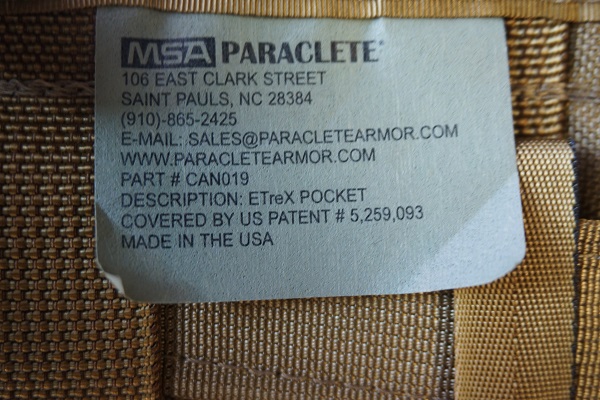 MSA PARACLETE®
106 EAST CLARK STREET
SAINT PAULS, NC 28384
(910)-865-2425
E-MAIL: SALES@PARACLETEARMOR.COM
WWW.PARACLETEARMOR.COM
PART # CAN019
DESCRIPTION: ETreX POCKET
COVERED BY US PATENT # 5,259,093
MADE IN THE USA